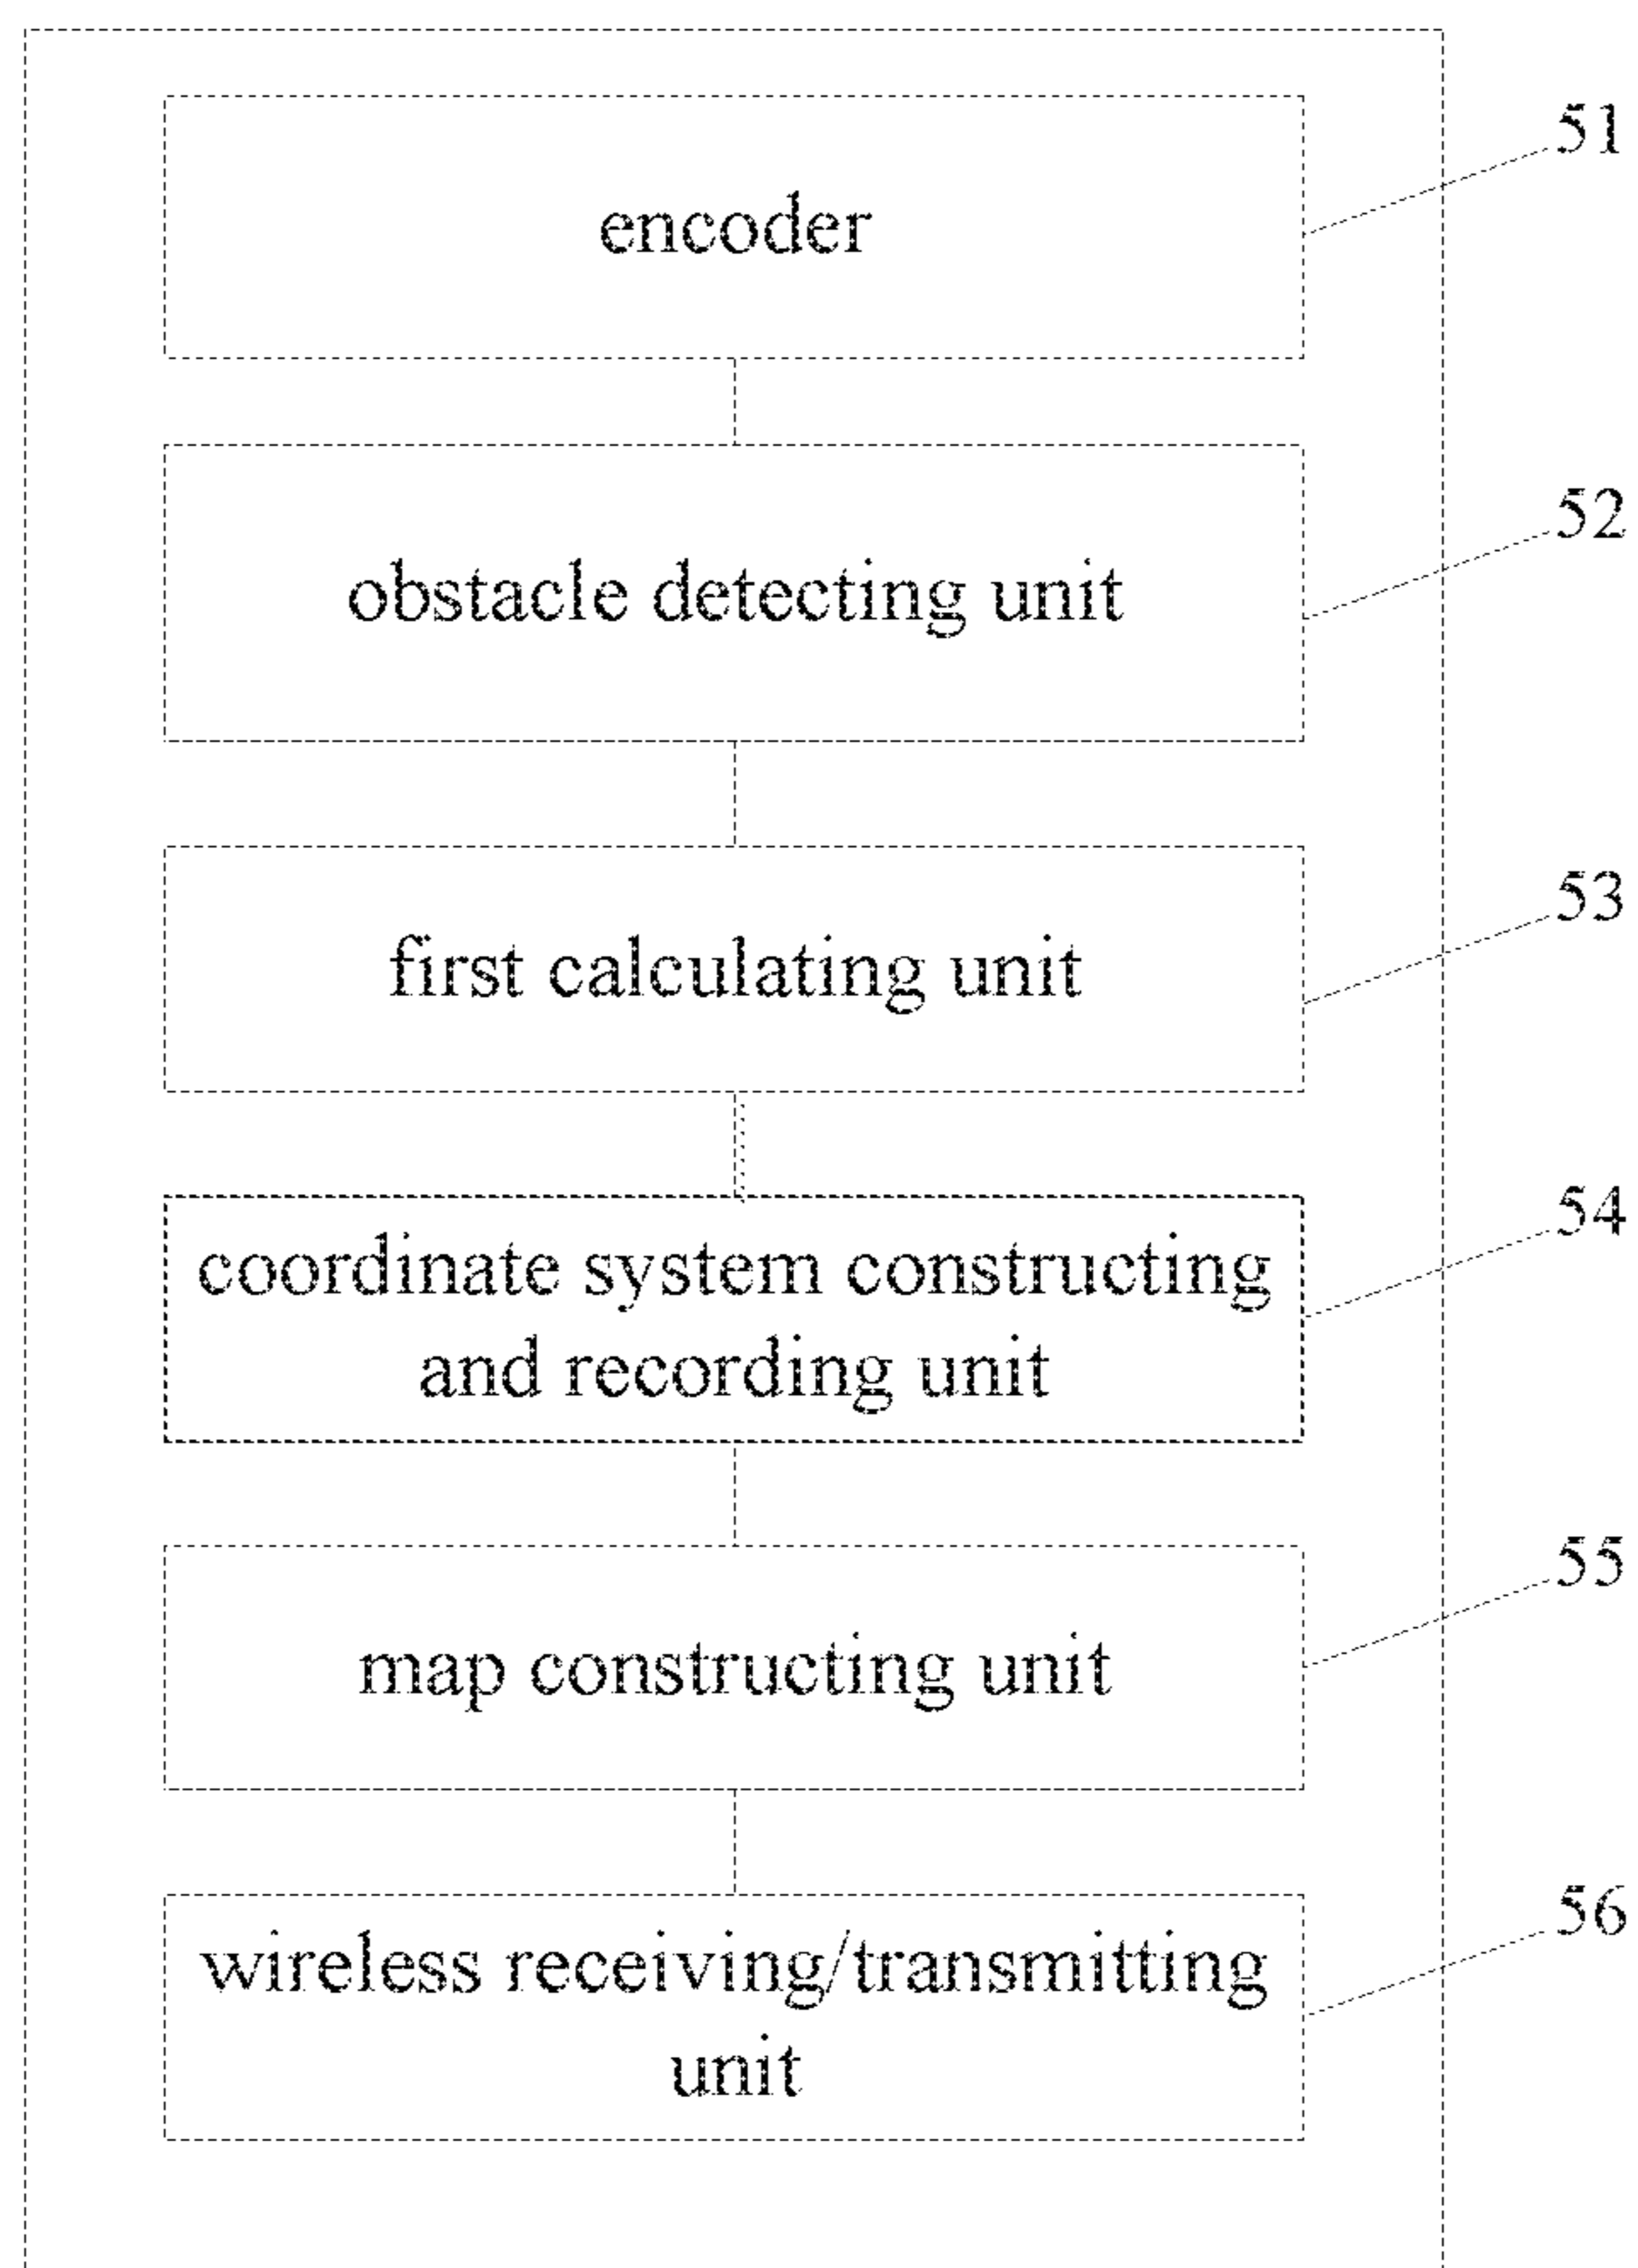 encoder
51
obstacle detecting unit
52
first calculating unit
53
coordinate system constructing
and recording unit
54
map constructing unit
55
wireless receiving/transmitting
unit
56